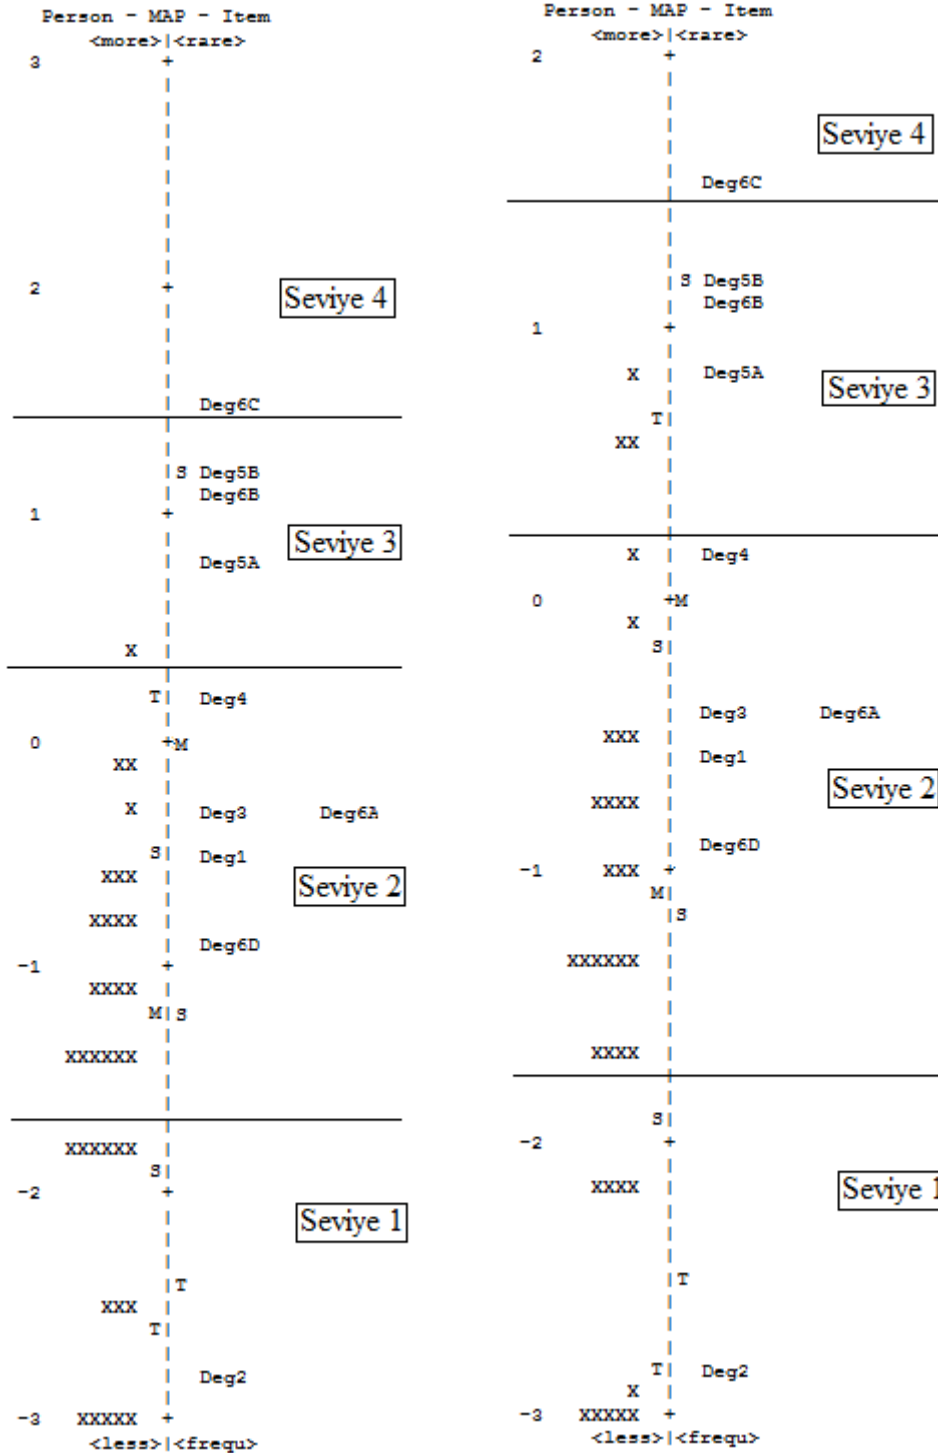 Person - MAP - Item
<more>|<rare>
3 +
|
|
|
|
|
|
|
|
|
2 + Seviye 4
|
|
|
|
| Deg6C
|
|
S Deg5B
| Deg6B
1 +
| Seviye 3
| Deg5A
|
|
|
X |
|
T| Deg4
|
0 +M
XX |
|
X | Deg3 Deg6A
|
S| Deg1
XXX | Seviye 2
|
XXXX |
| Deg6D
-1 +
XXXX |
M|S
|
XXXXXX |
|
|
|
XXXXXX |
S|
-2 +
| Seviye 1
|
|
|T
XXX |
T|
|
| Deg2
|
-3 XXXXX +
<less>|<frequ>
Person - MAP - Item
<more>|<rare>
2 +
|
|
|
| Seviye 4
|
| Deg6C
|
|
|
|S Deg5B
| Deg6B
1 +
|
X | Deg5A Seviye 3
|
T|
XX |
|
|
|
|
X | Deg4
|
0 +M
X |
S|
|
|
| Deg3 Deg6A
XXX |
| Deg1
| Seviye 2
XXXX |
|
| Deg6D
-1 XXX +
M|
|S
|
XXXXXX |
|
|
|
XXXX |
|
|
S|
-2 +
|
XXXX | Seviye 1
|
|
|
|T
|
|
|
T| Deg2
X |
-3 XXXXX +
<less>|<frequ>